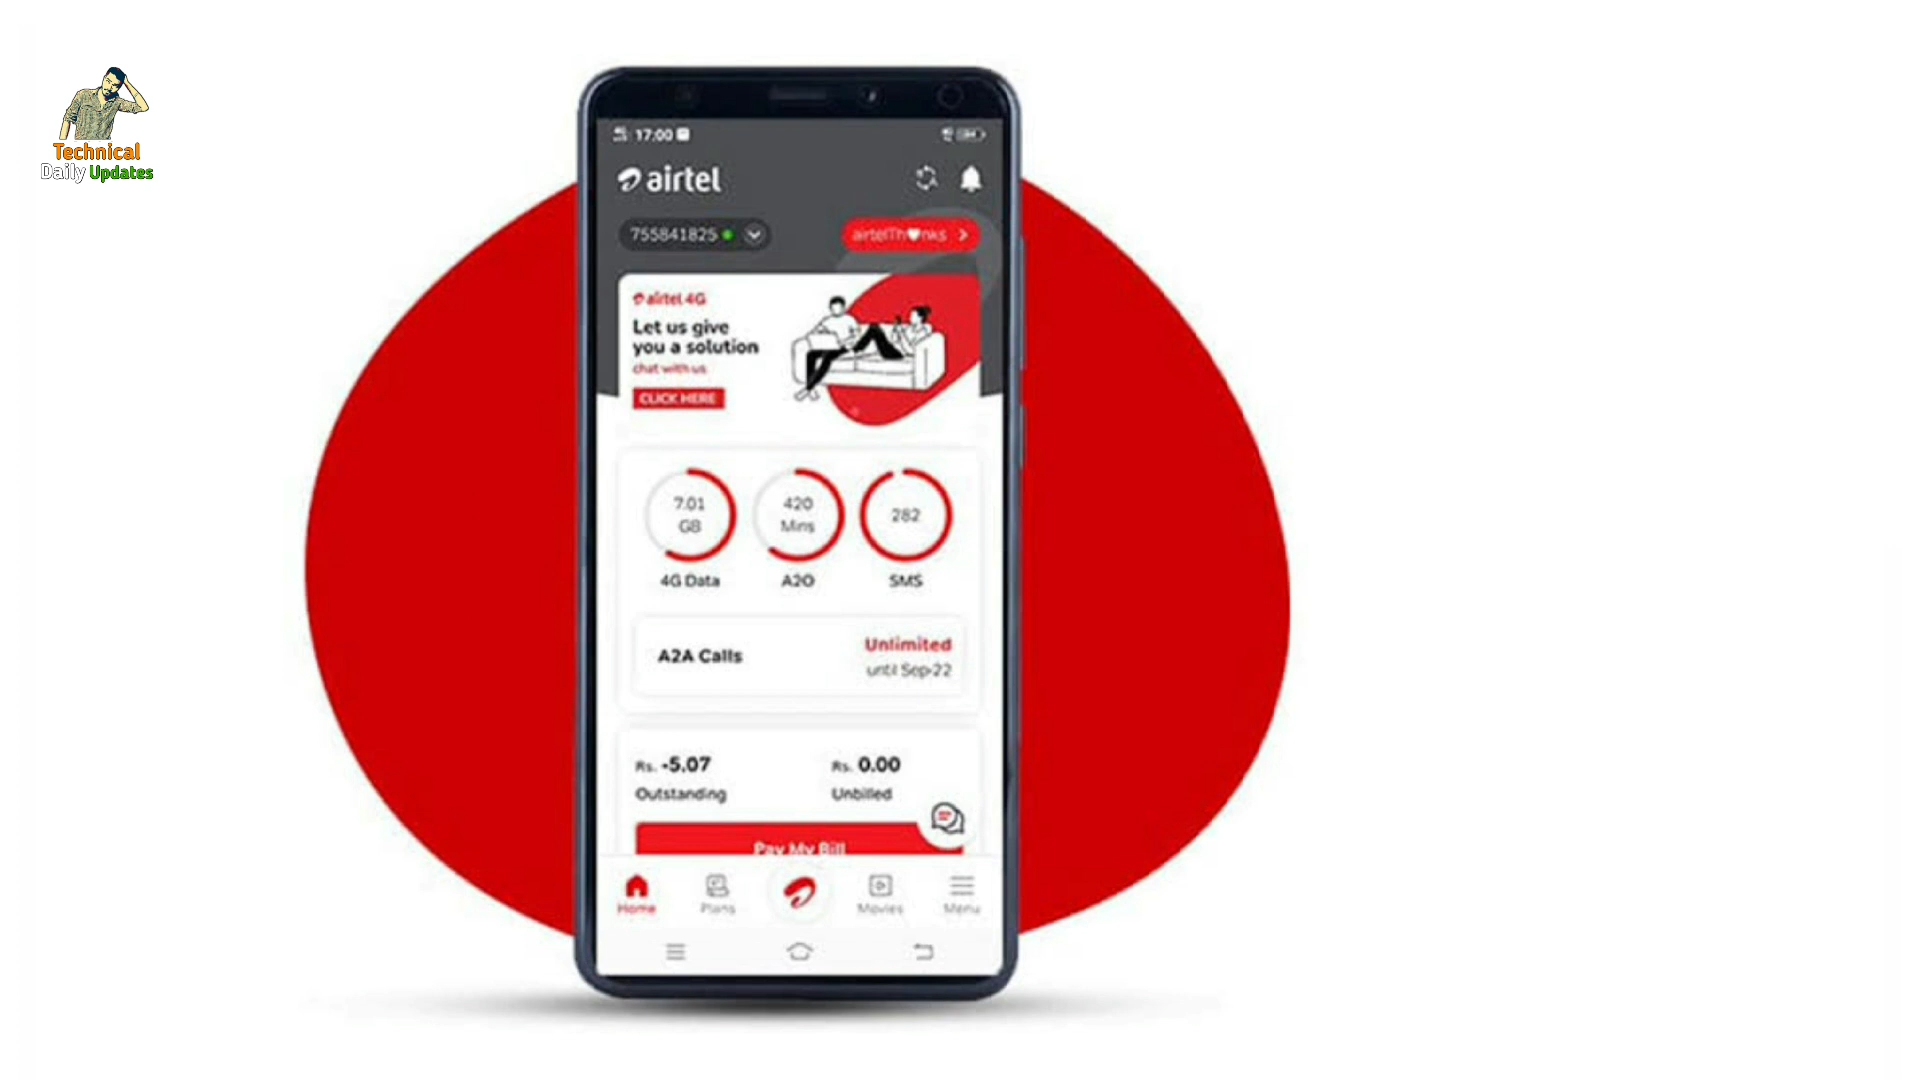 Technical
Daily Updates
17:00
airtel
755841825
airtelTh♥nks
airtel 4G
Let us give
you a solution
chat with us
CLICK HERE
7.01
GB
420
Mins
282
4G Data
A2O
SMS
A2A Calls
Unlimited
until Sep-22
Rs. -5.07
Rs. 0.00
Outstanding
Unbilled
Pay My Bill
Home
Plans
Movies
Menu